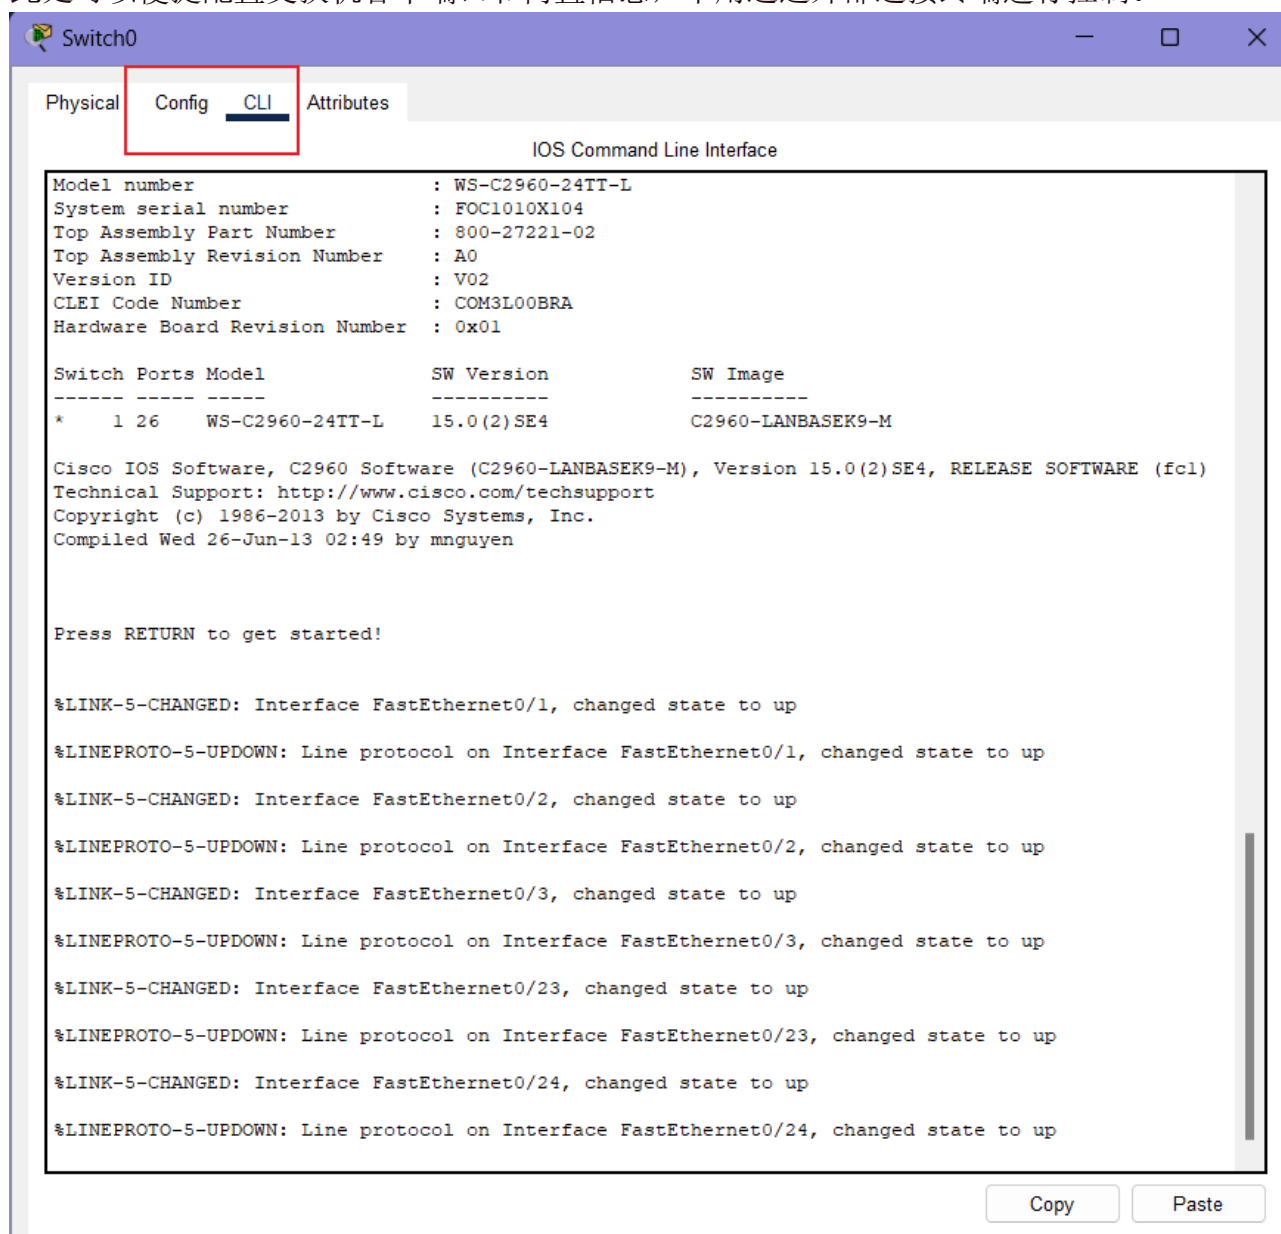 Switch0
Physical Config CLI Attributes
IOS Command Line Interface
Model number : WS-C2960-24TT-L
System serial number : FOC1010X104
Top Assembly Part Number : 800-27221-02
Top Assembly Revision Number : A0
Version ID : V02
CLEI Code Number : COM3L00BRA
Hardware Board Revision Number : 0x01
Switch Ports Model SW Version SW Image
------ ----- ----- ---------- ----------
* 1 26 WS-C2960-24TT-L 15.0(2)SE4 C2960-LANBASEK9-M
Cisco IOS Software, C2960 Software (C2960-LANBASEK9-M), Version 15.0(2)SE4, RELEASE SOFTWARE (fc1)
Technical Support: http://www.cisco.com/techsupport
Copyright (c) 1986-2013 by Cisco Systems, Inc.
Compiled Wed 26-Jun-13 02:49 by mnguyen
Press RETURN to get started!
%LINK-5-CHANGED: Interface FastEthernet0/1, changed state to up
%LINEPROTO-5-UPDOWN: Line protocol on Interface FastEthernet0/1, changed state to up
%LINK-5-CHANGED: Interface FastEthernet0/2, changed state to up
%LINEPROTO-5-UPDOWN: Line protocol on Interface FastEthernet0/2, changed state to up
%LINK-5-CHANGED: Interface FastEthernet0/3, changed state to up
%LINEPROTO-5-UPDOWN: Line protocol on Interface FastEthernet0/3, changed state to up
%LINK-5-CHANGED: Interface FastEthernet0/23, changed state to up
%LINEPROTO-5-UPDOWN: Line protocol on Interface FastEthernet0/23, changed state to up
%LINK-5-CHANGED: Interface FastEthernet0/24, changed state to up
%LINEPROTO-5-UPDOWN: Line protocol on Interface FastEthernet0/24, changed state to up
Copy Paste